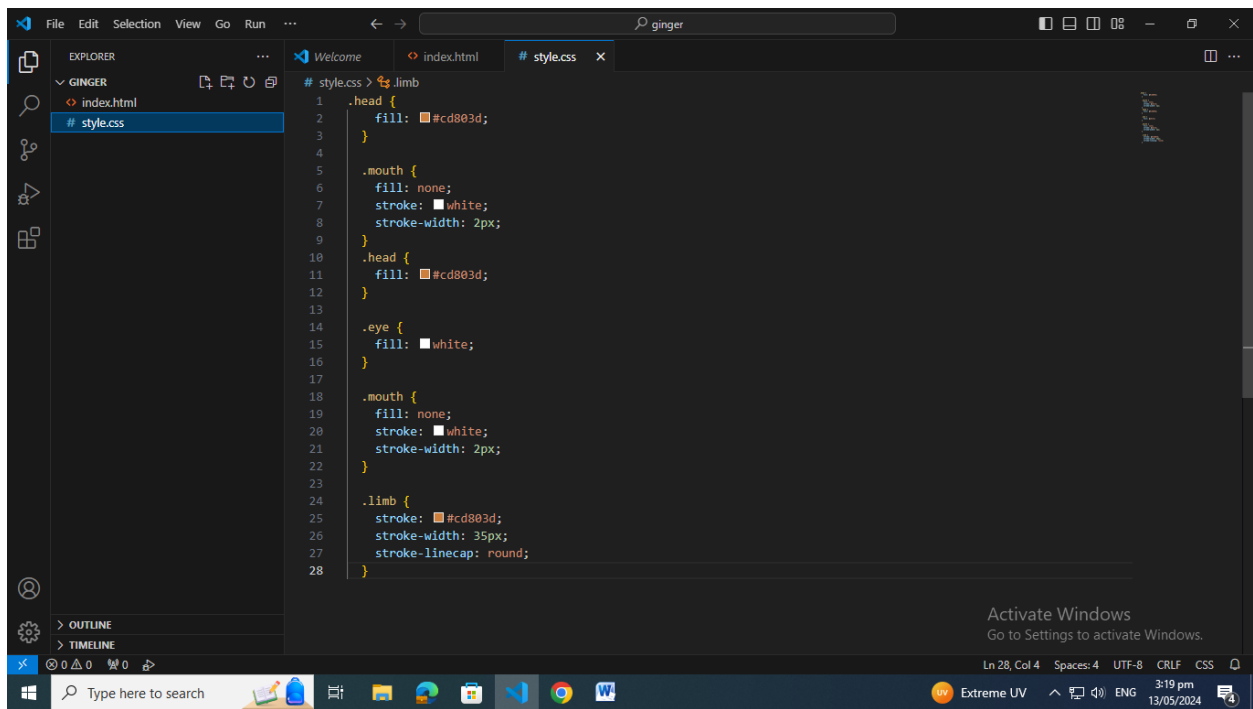 File Edit Selection View Go Run ··· ← → ginger
EXPLORER ···
Welcome index.html # style.css ×
GINGER
# style.css > .limb
index.html
# style.css
1 .head {
2 fill: #cd803d;
3 }
4
5 .mouth {
6 fill: none;
7 stroke: white;
8 stroke-width: 2px;
9 }
10 .head {
11 fill: #cd803d;
12 }
13
14 .eye {
15 fill: white;
16 }
17
18 .mouth {
19 fill: none;
20 stroke: white;
21 stroke-width: 2px;
22 }
23
24 .limb {
25 stroke: #cd803d;
26 stroke-width: 35px;
27 stroke-linecap: round;
28 }
> OUTLINE
> TIMELINE
Activate Windows
Go to Settings to activate Windows.
0 0 0 Ln 28, Col 4 Spaces: 4 UTF-8 CRLF CSS
Type here to search UV Extreme UV ENG 3:19 pm
13/05/2024 4